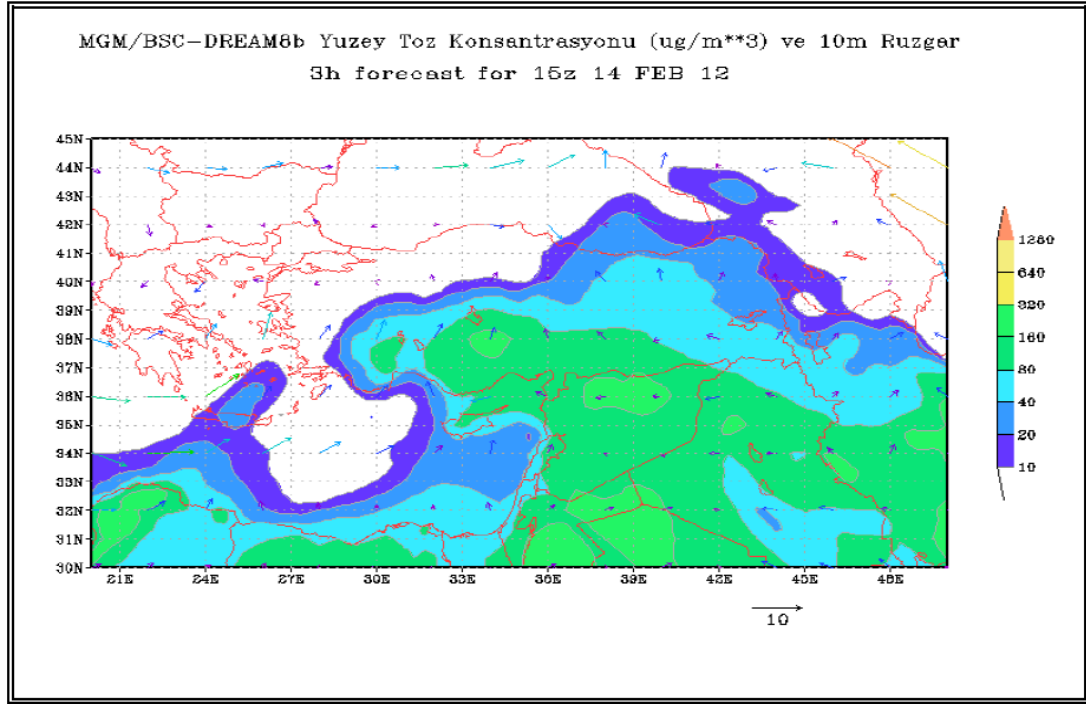 MGM/BSC-DREAM8b Yuzey Toz Konsantrasyonu (ug/m**3) ve 10m Ruzgar
3h forecast for 15z 14 FEB 12
45N
44N
43N
42N
41N
40N
39N
38N
37N
36N
35N
34N
33N
32N
31N
30N
21E 24E 27E 30E 33E 36E 39E 42E 45E 48E
1280
640
320
160
80
40
20
10
10